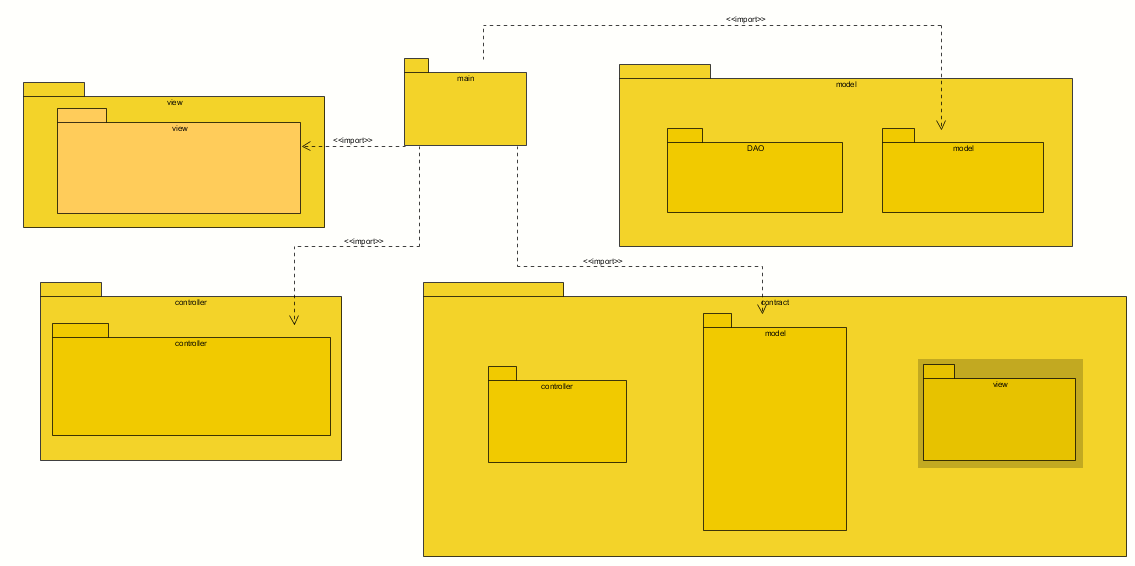 <<import>>
main
model
view
view
<<import>>
DAO
model
<<import>>
<<import>>
controller
controller
contract
model
controller
view